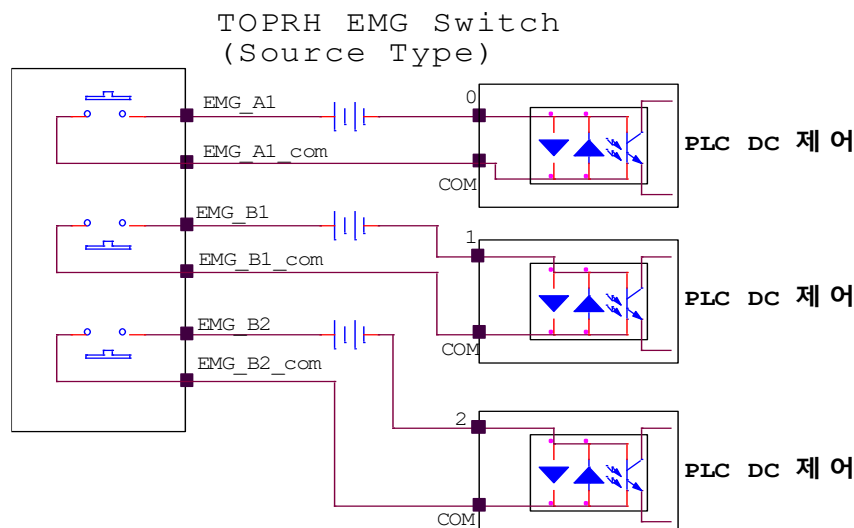 TOPRH EMG Switch
(Source Type)
EMG_A1
0
EMG_A1_com
COM
PLC DC 제어
EMG_B1
1
EMG_B1_com
COM
PLC DC 제어
EMG_B2
EMG_B2_com
2
COM
PLC DC 제어